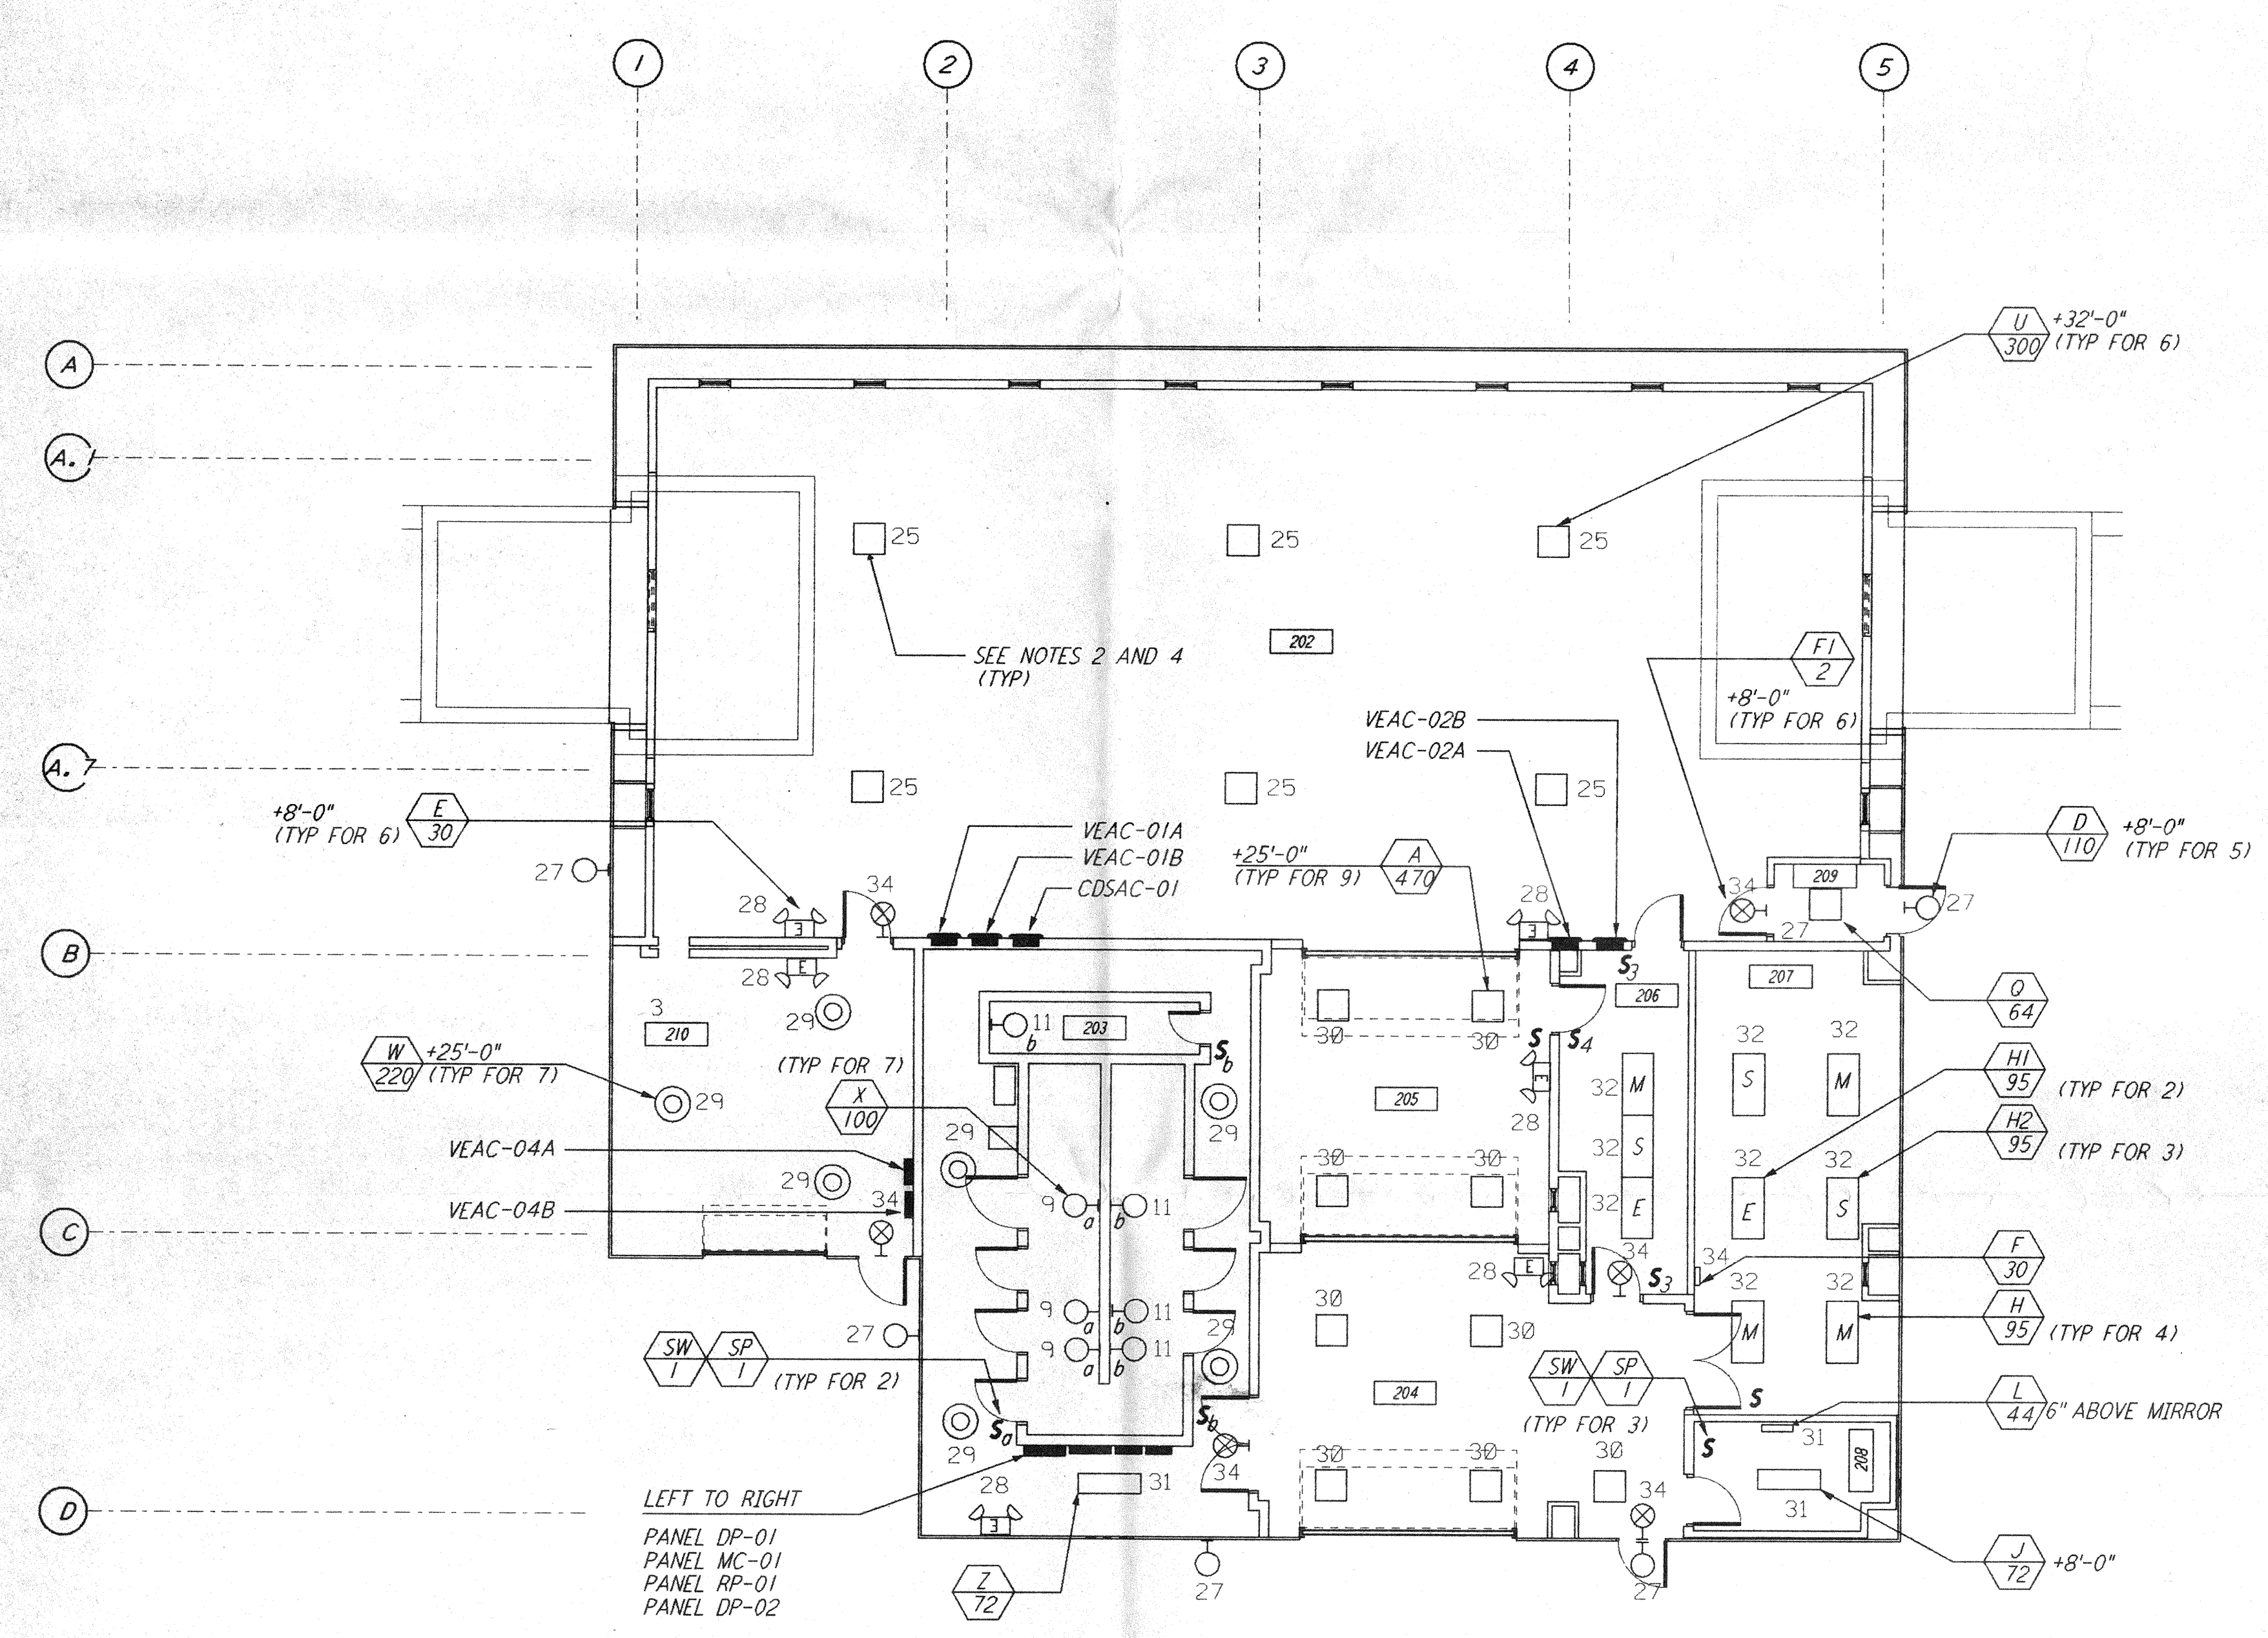 1
2
3
4
5
U
300
+32'-0"
(TYP FOR 6)
A
A.1
25
25
25
SEE NOTES 2 AND 4
(TYP)
202
F1
2
+8'-0"
(TYP FOR 6)
VEAC-02B
VEAC-02A
A.7
25
25
25
+8'-0"
(TYP FOR 6)
E
30
VEAC-01A
VEAC-01B
CDSAC-01
+25'-0"
(TYP FOR 9)
A
470
D
110
+8'-0"
(TYP FOR 5)
27
28
34
28
34
209
27
27
E
E
B
28
E
S3
206
207
Q
64
3
210
29
11
b
203
Sb
30
30
S
S4
32
32
W
220
+25'-0"
(TYP FOR 7)
29
(TYP FOR 7)
X
100
205
E
28
32
M
S
M
H1
95
(TYP FOR 2)
H2
95
(TYP FOR 3)
29
29
VEAC-04A
32
S
30
30
32
32
29
34
VEAC-04B
9
a
b
11
32
E
E
S
C
28
E
34
S3
34
F
30
32
32
30
9
a
b
11
29
30
M
M
H
95
(TYP FOR 4)
27
9
a
b
11
SW
1
SP
1
(TYP FOR 2)
204
SW
1
SP
1
(TYP FOR 3)
S
L
44
6" ABOVE MIRROR
Sa
Sb
S
31
29
34
30
30
30
208
28
31
34
31
D
E
LEFT TO RIGHT
PANEL DP-01
PANEL MC-01
PANEL RP-01
PANEL DP-02
Z
72
27
27
J
72
+8'-0"